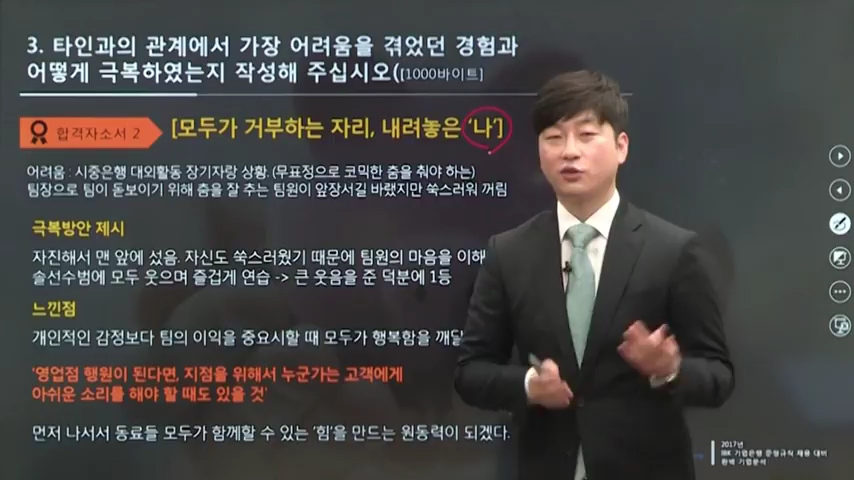 3. 타인과의 관계에서 가장 어려움을 겪었던 경험과
어떻게 극복하였는지 작성해 주십시오([1000바이트]
합격자소서 2
[모두가 거부하는 자리, 내려놓은 '나']
어려움 : 시중은행 대외활동 장기자랑 상황. (무표정으로 코믹한 춤을 춰야 하는)
팀장으로 팀이 돋보이기 위해 춤을 잘 추는 팀원이 앞장서길 바랬지만 쑥스러워 꺼림
극복방안 제시
자진해서 맨 앞에 섰음. 자신도 쑥스러웠기 때문에 팀원의 마음을 이해
솔선수범에 모두 웃으며 즐겁게 연습 -> 큰 웃음을 준 덕분에 1등
느낀점
개인적인 감정보다 팀의 이익을 중요시할 때 모두가 행복함을 깨달
'영업점 행원이 된다면, 지점을 위해서 누군가는 고객에게
아쉬운 소리를 해야 할 때도 있을 것'
먼저 나서서 동료들 모두가 함께할 수 있는 '힘'을 만드는 원동력이 되겠다.
2017년
IBK 기업은행 준정규직 채용 대비
완벽 기업분석